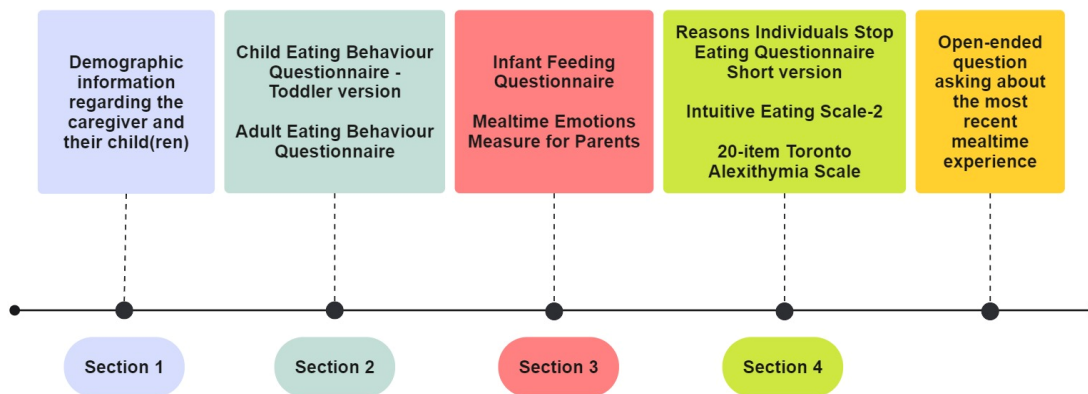 Demographic
information
regarding the
caregiver and
their child(ren)
Child Eating Behaviour
Questionnaire -
Toddler version
Adult Eating Behaviour
Questionnaire
Infant Feeding
Questionnaire
Mealtime Emotions
Measure for Parents
Reasons Individuals Stop
Eating Questionnaire
Short version
Intuitive Eating Scale-2
20-item Toronto
Alexithymia Scale
Open-ended
question
asking about
the most
recent
mealtime
experience
Section 1
Section 2
Section 3
Section 4